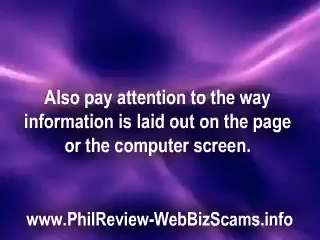 Also pay attention to the way
information is laid out on the page
or the computer screen.
www.PhilReview-WebBizScams.info